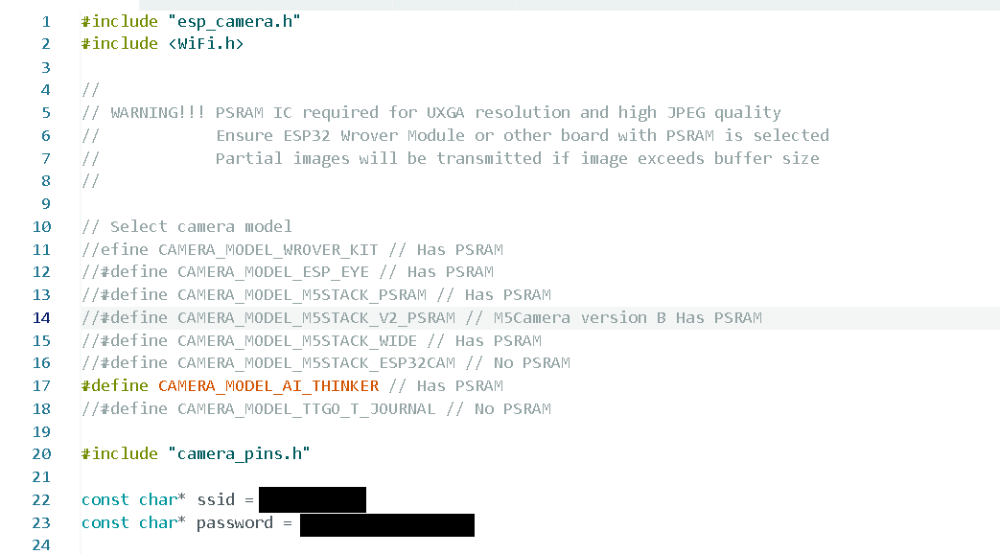 1 #include "esp_camera.h"
2 #include <WiFi.h>
3
4 //
5 // WARNING!!! PSRAM IC required for UXGA resolution and high JPEG quality
6 //            Ensure ESP32 Wrover Module or other board with PSRAM is selected
7 //            Partial images will be transmitted if image exceeds buffer size
8 //
9
10 // Select camera model
11 //efine CAMERA_MODEL_WROVER_KIT // Has PSRAM
12 //#define CAMERA_MODEL_ESP_EYE // Has PSRAM
13 //#define CAMERA_MODEL_M5STACK_PSRAM // Has PSRAM
14 //#define CAMERA_MODEL_M5STACK_V2_PSRAM // M5Camera version B Has PSRAM
15 //#define CAMERA_MODEL_M5STACK_WIDE // Has PSRAM
16 //#define CAMERA_MODEL_M5STACK_ESP32CAM // No PSRAM
17 #define CAMERA_MODEL_AI_THINKER // Has PSRAM
18 //#define CAMERA_MODEL_TTGO_T_JOURNAL // No PSRAM
19
20 #include "camera_pins.h"
21
22 const char* ssid =
23 const char* password =
24